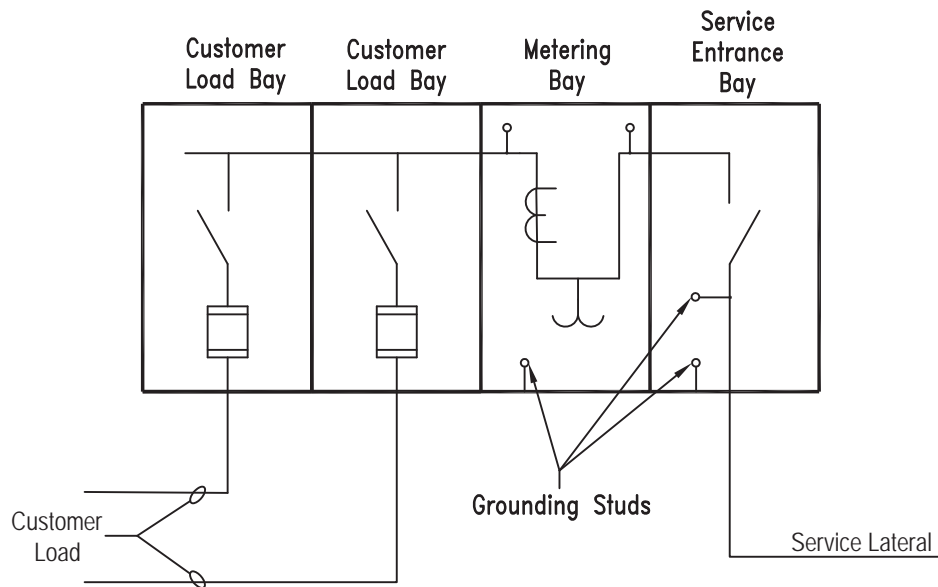 Customer
Load Bay
Customer
Load Bay
Metering
Bay
Service
Entrance
Bay
Grounding Studs
Customer
Load
Service Lateral